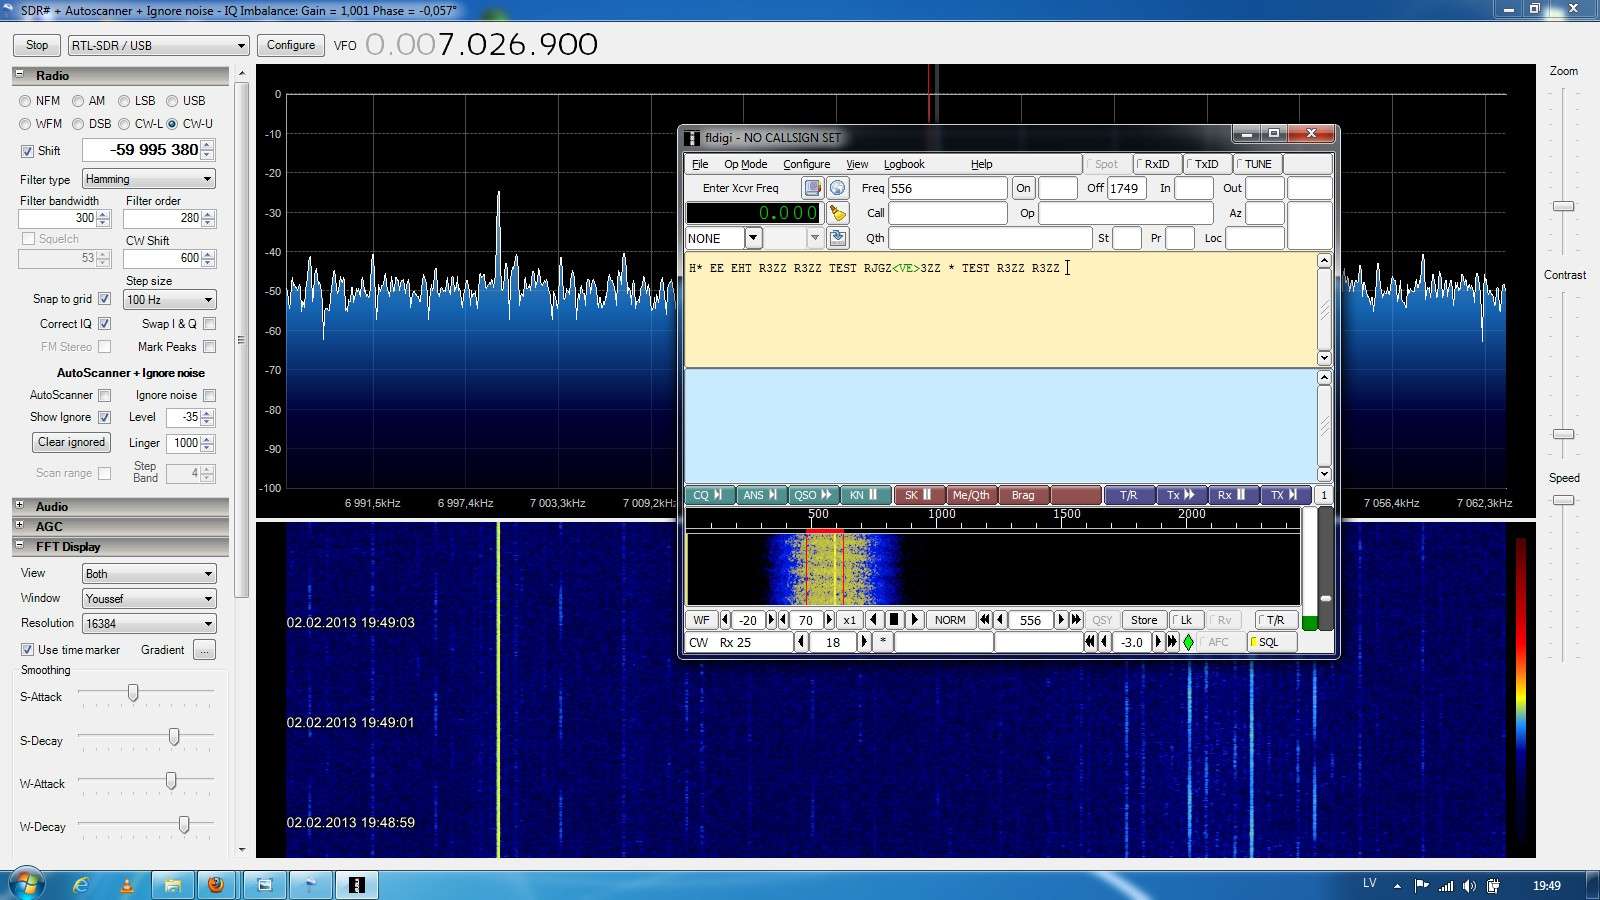 SDR# + Autoscanner + Ignore noise - IQ Imbalance: Gain = 1,001 Phase = -0,057°
Stop RTL-SDR / USB Configure VFO 0.007.026.900
Radio
NFM AM LSB USB
WFM DSB CW-L CW-U
Shift -59 995 380
Filter type Hamming
Filter bandwidth Filter order
300 280
Squelch CW Shift
53 600
Step size
Snap to grid 100 Hz
Correct IQ Swap I & Q
FM Stereo Mark Peaks
AutoScanner + Ignore noise
AutoScanner Ignore noise
Show Ignore Level -35
Clear ignored Linger 1000
Scan range Step Band 4
Audio
AGC
FFT Display
View Both
Window Youssef
Resolution 16384
Use time marker Gradient ...
Smoothing
S-Attack
S-Decay
W-Attack
W-Decay
0
-10
-20
-30
-40
-50
-60
-70
-80
-90
-100
6 991,5kHz 6 997,4kHz 7 003,3kHz 7 009,2k 7 056,4kHz 7 062,3kHz
02.02.2013 19:49:03
02.02.2013 19:49:01
02.02.2013 19:48:59
fldigi - NO CALLSIGN SET
File Op Mode Configure View Logbook Help Spot RxID TxID TUNE
Enter Xcvr Freq Freq 556 On Off 1749 In Out
0.000 Call Op Az
NONE Qth St Pr Loc
H* EE EHT R3ZZ R3ZZ TEST RJGZ<VE>3ZZ * TEST R3ZZ R3ZZ
CQ ANS QSO KN SK Me/Qth Brag T/R Tx Rx TX 1
500 1000 1500 2000
WF -20 70 x1 NORM 556 QSY Store Lk Rv T/R
CW Rx 25 18 * -3.0 AFC SQL
Zoom
Contrast
Speed
LV 19:49